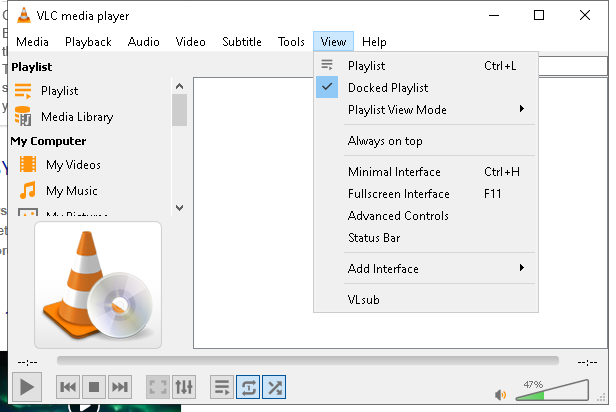 VLC media player
Media Playback Audio Video Subtitle Tools View Help
Playlist
Playlist
Media Library
My Computer
My Videos
My Music
My Pictures
Playlist Ctrl+L
Docked Playlist
Playlist View Mode
Always on top
Minimal Interface Ctrl+H
Fullscreen Interface F11
Advanced Controls
Status Bar
Add Interface
VLsub
--:-- --:--
47%